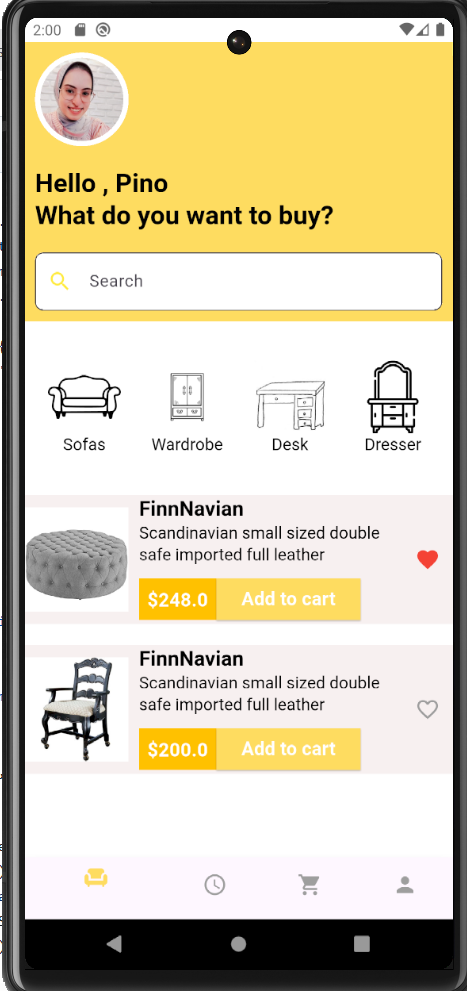 2:00
Hello , Pino
What do you want to buy?
Search
Sofas
Wardrobe
Desk
Dresser
FinnNavian
Scandinavian small sized double
safe imported full leather
$248.0
Add to cart
FinnNavian
Scandinavian small sized double
safe imported full leather
$200.0
Add to cart